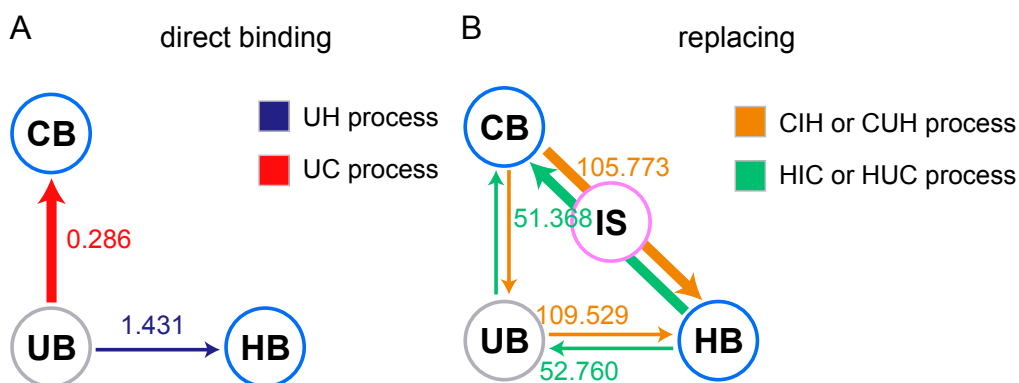 A
direct binding
CB
UH process
UC process
0.286
1.431
UB
HB
B
replacing
CB
CIH or CUH process
HIC or HUC process
105.773
51.368
IS
UB
109.529
52.760
HB